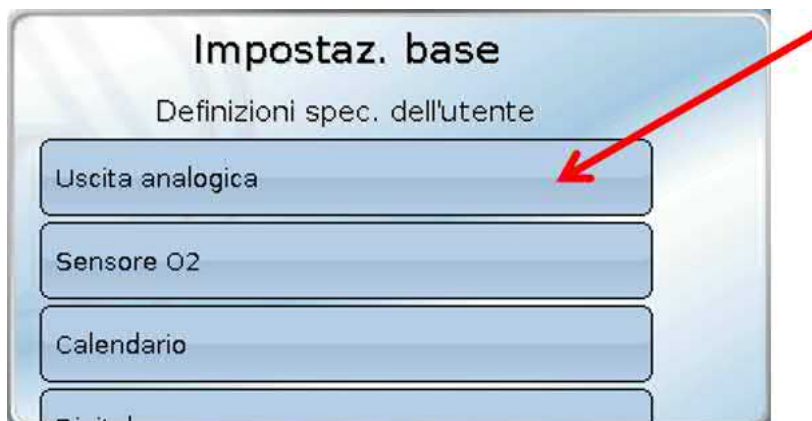 Impostaz. base
Definizioni spec. dell'utente
Uscita analogica
Sensore O2
Calendario